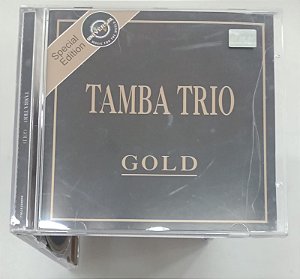 Special
Edition
TAMBA TRIO
GOLD